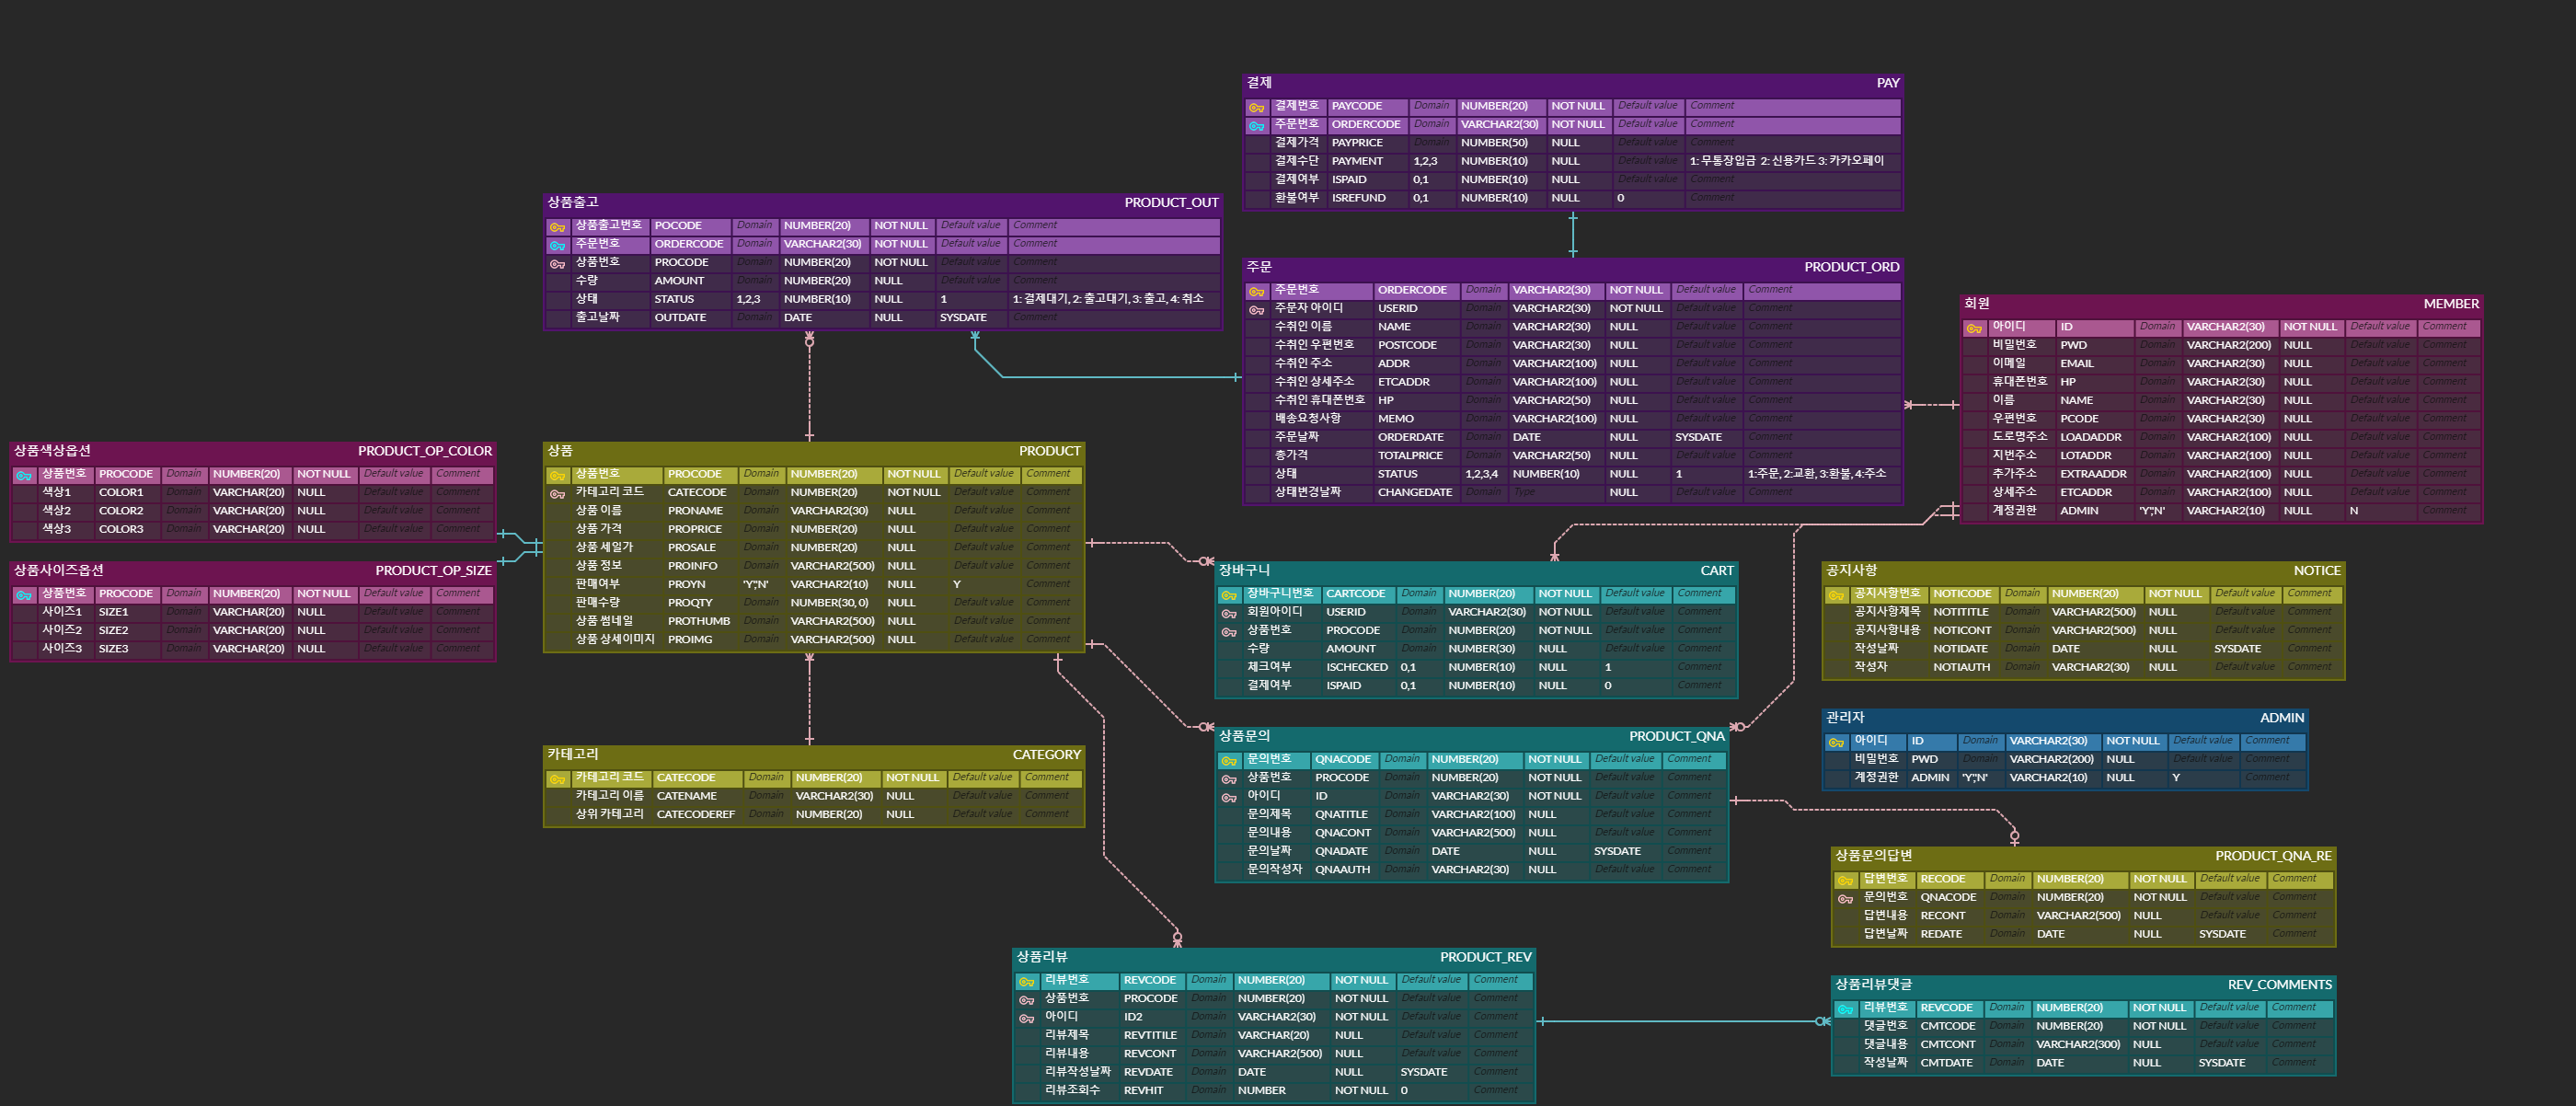 결제 PAY
결제번호 PAYCODE Domain NUMBER(20) NOT NULL Default value Comment
주문번호 ORDERCODE Domain VARCHAR2(30) NOT NULL Default value Comment
결제가격 PAYPRICE Domain NUMBER(50) NULL Default value Comment
결제수단 PAYMENT 1,2,3 NUMBER(10) NULL Default value 1: 무통장입금 2: 신용카드 3: 카카오페이
결제여부 ISPAID 0,1 NUMBER(10) NULL Default value Comment
환불여부 ISREFUND 0,1 NUMBER(10) NULL 0 Comment
상품출고 PRODUCT_OUT
상품출고번호 POCODE Domain NUMBER(20) NOT NULL Default value Comment
주문번호 ORDERCODE Domain VARCHAR2(30) NOT NULL Default value Comment
상품번호 PROCODE Domain NUMBER(20) NOT NULL Default value Comment
수량 AMOUNT Domain NUMBER(20) NULL Default value Comment
상태 STATUS 1,2,3 NUMBER(10) NULL 1 1: 결제대기, 2: 출고대기, 3: 출고, 4: 취소
출고날짜 OUTDATE Domain DATE NULL SYSDATE Comment
주문 PRODUCT_ORD
주문번호 ORDERCODE Domain VARCHAR2(30) NOT NULL Default value Comment
주문자 아이디 USERID Domain VARCHAR2(30) NOT NULL Default value Comment
수취인 이름 NAME Domain VARCHAR2(30) NULL Default value Comment
수취인 우편번호 POSTCODE Domain VARCHAR2(30) NULL Default value Comment
수취인 주소 ADDR Domain VARCHAR2(100) NULL Default value Comment
수취인 상세주소 ETCADDR Domain VARCHAR2(100) NULL Default value Comment
수취인 휴대폰번호 HP Domain VARCHAR2(50) NULL Default value Comment
배송요청사항 MEMO Domain VARCHAR2(100) NULL Default value Comment
주문날짜 ORDERDATE Domain DATE NULL SYSDATE Comment
총가격 TOTALPRICE Domain VARCHAR2(50) NULL Default value Comment
상태 STATUS 1,2,3,4 NUMBER(10) NULL 1 1:주문, 2:교환, 3:환불, 4:주소
상태변경날짜 CHANGEDATE Domain Type NULL Default value Comment
회원 MEMBER
아이디 ID Domain VARCHAR2(30) NOT NULL Default value Comment
비밀번호 PWD Domain VARCHAR2(200) NULL Default value Comment
이메일 EMAIL Domain VARCHAR2(30) NULL Default value Comment
휴대폰번호 HP Domain VARCHAR2(30) NULL Default value Comment
이름 NAME Domain VARCHAR2(30) NULL Default value Comment
우편번호 PCODE Domain VARCHAR2(30) NULL Default value Comment
도로명주소 LOADADDR Domain VARCHAR2(100) NULL Default value Comment
지번주소 LOTADDR Domain VARCHAR2(100) NULL Default value Comment
추가주소 EXTRAADDR Domain VARCHAR2(100) NULL Default value Comment
상세주소 ETCADDR Domain VARCHAR2(100) NULL Default value Comment
계정권한 ADMIN 'Y','N' VARCHAR2(10) NULL N Comment
상품색상옵션 PRODUCT_OP_COLOR
상품번호 PROCODE Domain NUMBER(20) NOT NULL Default value Comment
색상1 COLOR1 Domain VARCHAR(20) NULL Default value Comment
색상2 COLOR2 Domain VARCHAR(20) NULL Default value Comment
색상3 COLOR3 Domain VARCHAR(20) NULL Default value Comment
상품사이즈옵션 PRODUCT_OP_SIZE
상품번호 PROCODE Domain NUMBER(20) NOT NULL Default value Comment
사이즈1 SIZE1 Domain VARCHAR(20) NULL Default value Comment
사이즈2 SIZE2 Domain VARCHAR(20) NULL Default value Comment
사이즈3 SIZE3 Domain VARCHAR(20) NULL Default value Comment
상품 PRODUCT
상품번호 PROCODE Domain NUMBER(20) NOT NULL Default value Comment
카테고리 코드 CATECODE Domain NUMBER(20) NOT NULL Default value Comment
상품 이름 PRONAME Domain VARCHAR2(30) NULL Default value Comment
상품 가격 PROPRICE Domain NUMBER(20) NULL Default value Comment
상품 세일가 PROSALE Domain NUMBER(20) NULL Default value Comment
상품 정보 PROINFO Domain VARCHAR2(500) NULL Default value Comment
판매여부 PROYN 'Y','N' VARCHAR2(10) NULL Y Comment
판매수량 PROQTY Domain NUMBER(30, 0) NULL Default value Comment
상품 썸네일 PROTHUMB Domain VARCHAR2(500) NULL Default value Comment
상품 상세이미지 PROIMG Domain VARCHAR2(500) NULL Default value Comment
장바구니 CART
장바구니번호 CARTCODE Domain NUMBER(20) NOT NULL Default value Comment
회원아이디 USERID Domain VARCHAR2(30) NOT NULL Default value Comment
상품번호 PROCODE Domain NUMBER(20) NOT NULL Default value Comment
수량 AMOUNT Domain NUMBER(30) NULL Default value Comment
체크여부 ISCHECKED 0,1 NUMBER(10) NULL 1 Comment
결제여부 ISPAID 0,1 NUMBER(10) NULL 0 Comment
공지사항 NOTICE
공지사항번호 NOTICODE Domain NUMBER(20) NOT NULL Default value Comment
공지사항제목 NOTITITLE Domain VARCHAR2(500) NULL Default value Comment
공지사항내용 NOTICONT Domain VARCHAR2(500) NULL Default value Comment
작성날짜 NOTIDATE Domain DATE NULL SYSDATE Comment
작성자 NOTIAUTH Domain VARCHAR2(30) NULL Default value Comment
카테고리 CATEGORY
카테고리 코드 CATECODE Domain NUMBER(20) NOT NULL Default value Comment
카테고리 이름 CATENAME Domain VARCHAR2(30) NULL Default value Comment
상위 카테고리 CATECODEREF Domain NUMBER(20) NULL Default value Comment
상품문의 PRODUCT_QNA
문의번호 QNACODE Domain NUMBER(20) NOT NULL Default value Comment
상품번호 PROCODE Domain NUMBER(20) NOT NULL Default value Comment
아이디 ID Domain VARCHAR2(30) NOT NULL Default value Comment
문의제목 QNATITLE Domain VARCHAR2(100) NULL Default value Comment
문의내용 QNACONT Domain VARCHAR2(500) NULL Default value Comment
문의날짜 QNADATE Domain DATE NULL SYSDATE Comment
문의작성자 QNAAUTH Domain VARCHAR2(30) NULL Default value Comment
관리자 ADMIN
아이디 ID Domain VARCHAR2(30) NOT NULL Default value Comment
비밀번호 PWD Domain VARCHAR2(200) NULL Default value Comment
계정권한 ADMIN 'Y','N' VARCHAR2(10) NULL Y Comment
상품문의답변 PRODUCT_QNA_RE
답변번호 RECODE Domain NUMBER(20) NOT NULL Default value Comment
문의번호 QNACODE Domain NUMBER(20) NOT NULL Default value Comment
답변내용 RECONT Domain VARCHAR2(500) NULL Default value Comment
답변날짜 REDATE Domain DATE NULL SYSDATE Comment
상품리뷰 PRODUCT_REV
리뷰번호 REVCODE Domain NUMBER(20) NOT NULL Default value Comment
상품번호 PROCODE Domain NUMBER(20) NOT NULL Default value Comment
아이디 ID2 Domain VARCHAR2(30) NOT NULL Default value Comment
리뷰제목 REVTITILE Domain VARCHAR(20) NULL Default value Comment
리뷰내용 REVCONT Domain VARCHAR2(500) NULL Default value Comment
리뷰작성날짜 REVDATE Domain DATE NULL SYSDATE Comment
리뷰조회수 REVHIT Domain NUMBER NOT NULL 0 Comment
상품리뷰댓글 REV_COMMENTS
리뷰번호 REVCODE Domain NUMBER(20) NOT NULL Default value Comment
댓글번호 CMTCODE Domain NUMBER(20) NOT NULL Default value Comment
댓글내용 CMTCONT Domain VARCHAR2(300) NULL Default value Comment
작성날짜 CMTDATE Domain DATE NULL SYSDATE Comment